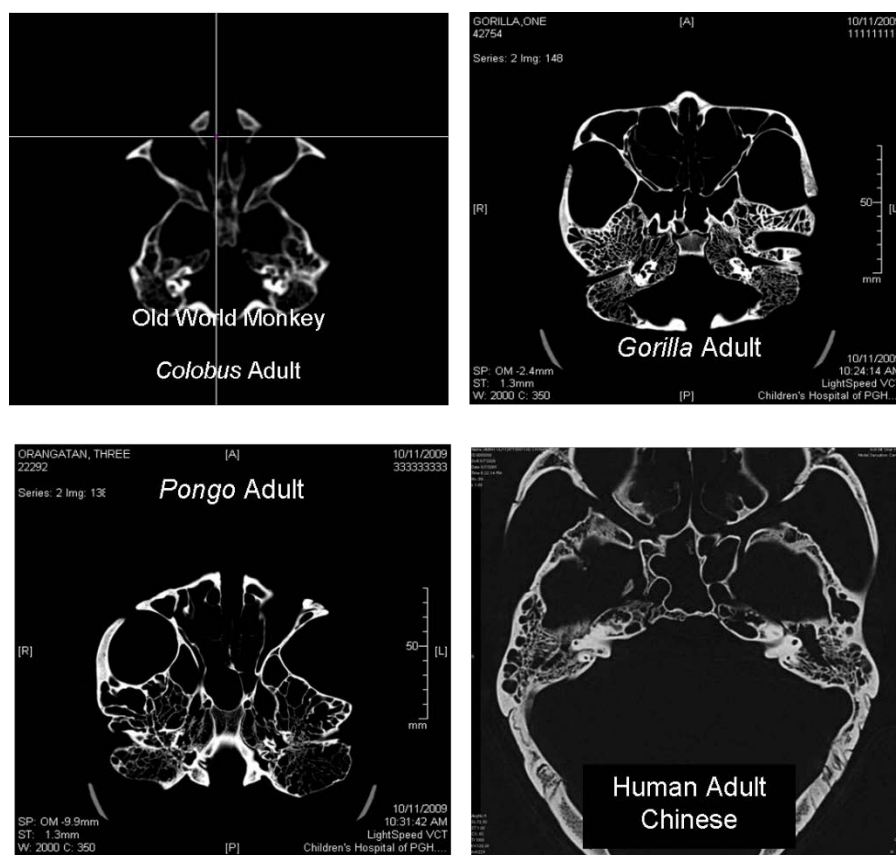 Old World Monkey
Colobus Adult
GORILLA,ONE
42754
[A]
10/11/2009
11111111
Series: 2 Img: 148
[R]
50
[L
mm
Gorilla Adult
SP: OM -2.4mm
ST: 1.3mm
W: 2000 C: 350
[P]
10/11/2009
10:24:14 AM
LightSpeed VCT
Children's Hospital of PGH....
ORANGATAN, THREE
22292
[A]
10/11/2009
333333333
Series: 2 Img: 138
Pongo Adult
[R]
50
[L]
mm
SP: OM -9.9mm
ST: 1.3mm
W: 2000 C: 350
[P]
10/11/2009
10:31:42 AM
LightSpeed VCT
Children's Hospital of PGH....
Human Adult
Chinese